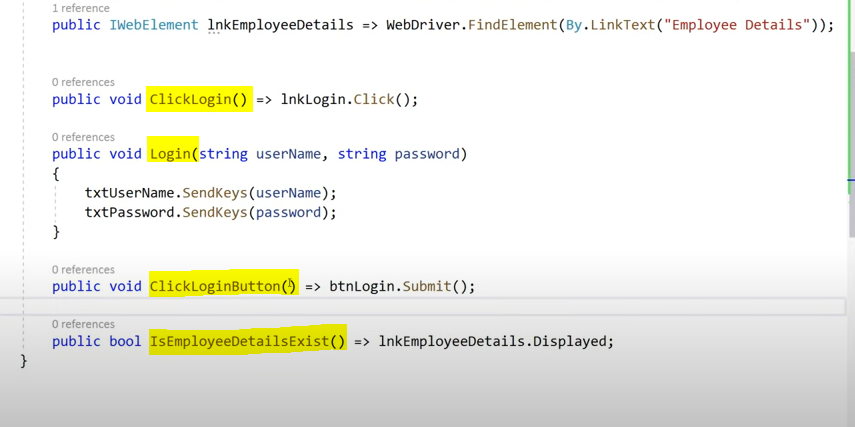 1 reference
public IWebElement lnkEmployeeDetails => WebDriver.FindElement(By.LinkText("Employee Details"));
0 references
public void ClickLogin() => lnkLogin.Click();
0 references
public void Login(string userName, string password)
{
txtUserName.SendKeys(userName);
txtPassword.SendKeys(password);
}
0 references
public void ClickLoginButton() => btnLogin.Submit();
0 references
public bool IsEmployeeDetailsExist() => lnkEmployeeDetails.Displayed;
}